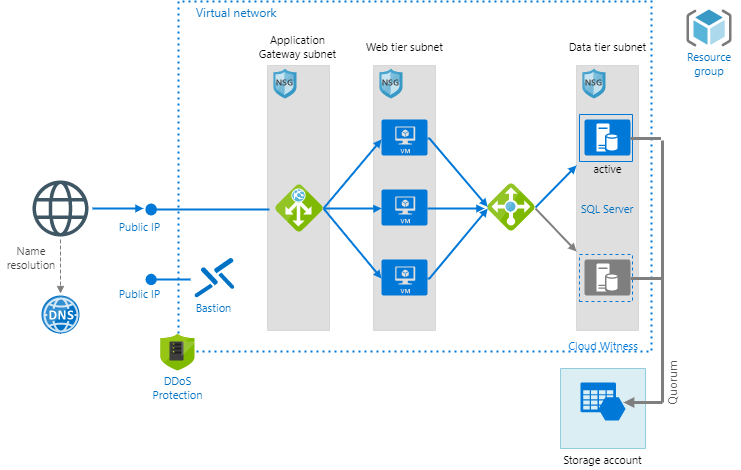 Virtual network
Application
Gateway subnet
Web tier subnet
Data tier subnet
Resource
group
NSG
NSG
NSG
VM
active
Public IP
VM
SQL Server
Name
resolution
Public IP
Bastion
VM
DNS
Cloud Witness
DDoS
Protection
Quorum
Storage account